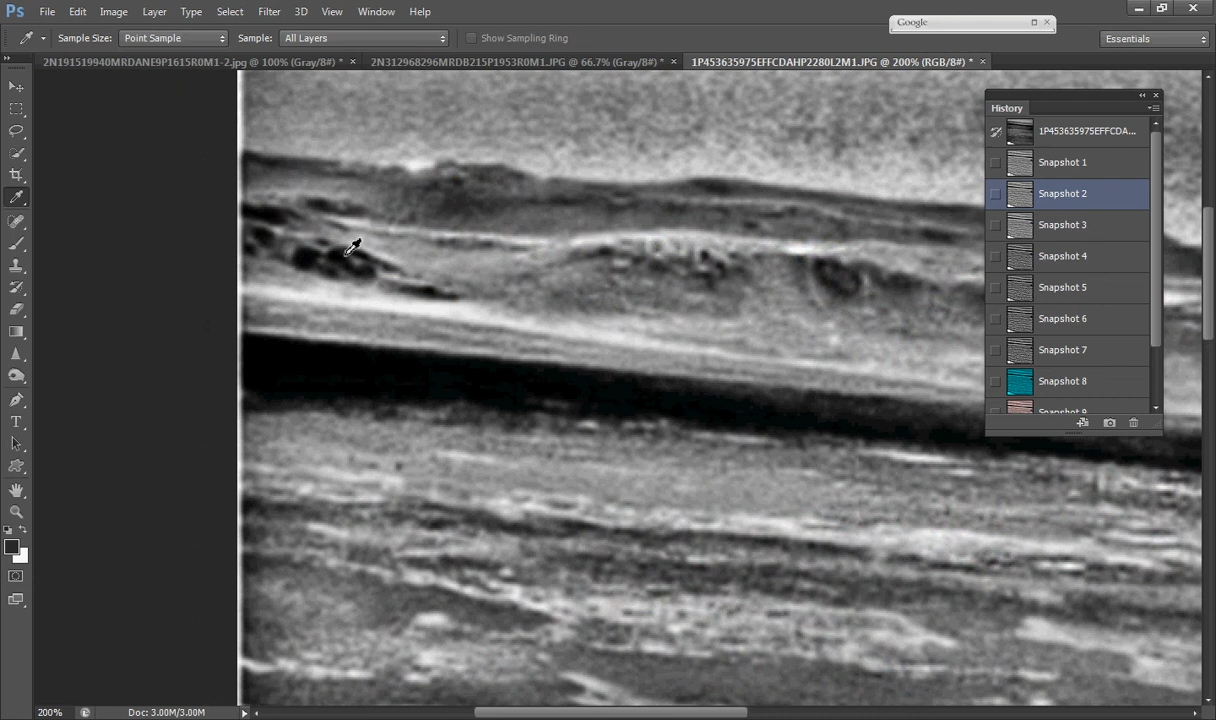 Ps File Edit Image Layer Type Select Filter 3D View Window Help
Google
Sample Size: Point Sample Sample: All Layers Show Sampling Ring Essentials
2N191519940MRDANE9P1615R0M1-2.jpg @ 100% (Gray/8#) * 2N312968296MRDB215P1953R0M1.JPG @ 66.7% (Gray/8#) * 1P453635975EFFCDAHP2280L2M1.JPG @ 200% (RGB/8#) *
History
1P453635975EFFCDA...
Snapshot 1
Snapshot 2
Snapshot 3
Snapshot 4
Snapshot 5
Snapshot 6
Snapshot 7
Snapshot 8
Snapshot 9
200% Doc: 3.00M/3.00M